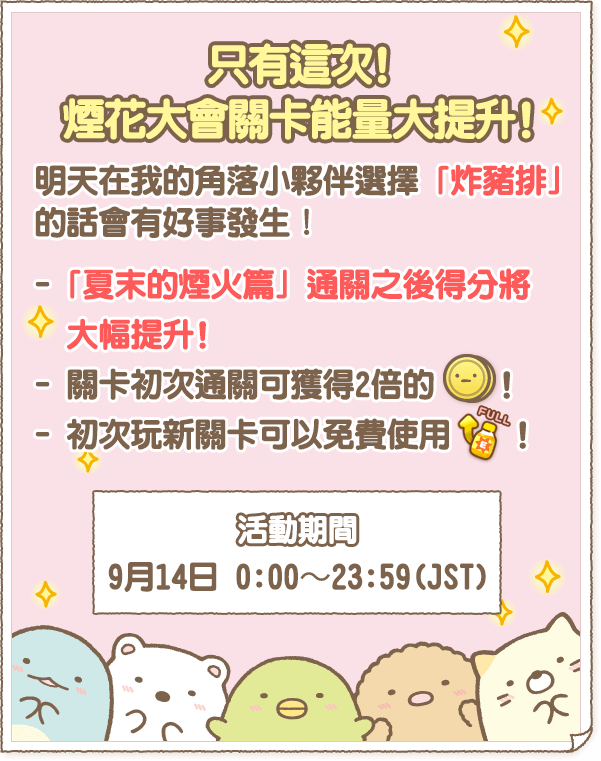 只有這次!
煙花大會關卡能量大提升!
明天在我的角落小夥伴選擇「炸豬排」
的話會有好事發生！
-「夏末的煙火篇」通關之後得分將
大幅提升!
- 關卡初次通關可獲得2倍的 !
- 初次玩新關卡可以免費使用 FULL !
活動期間
9月14日 0:00～23:59(JST)